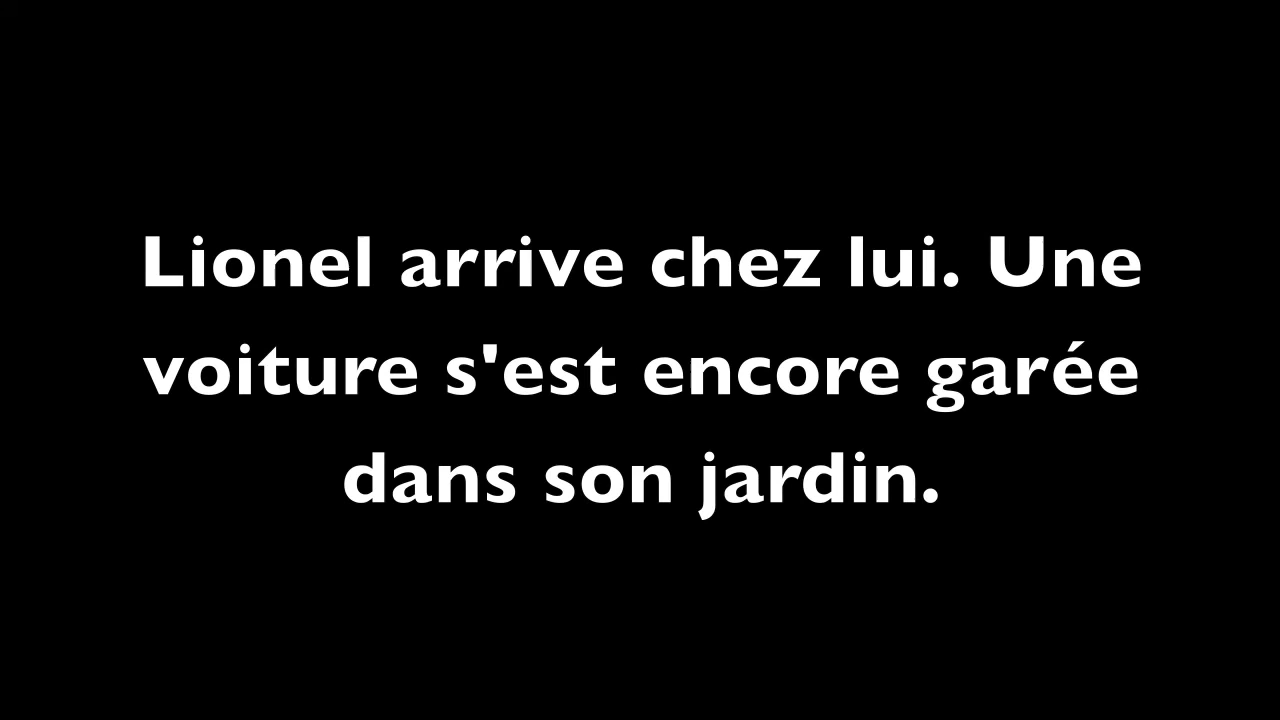 Lionel arrive chez lui. Une
voiture s'est encore garée
dans son jardin.